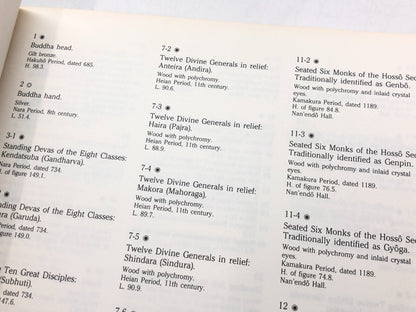 1 ◉
Buddha head.
Gilt bronze.
Hakuhō Period, dated 685.
H. 98.3.
2 ◉
Buddha hand.
Silver.
Nara Period. 8th century.
L. 51.4.
3-1 ◉
Standing Devas of the Eight Classes:
Kendatsuba (Gandharva).
Nara Period, dated 734.
H. of figure 149.1.
Standing Devas of the Eight Classes:
(Garuda).
dated 734.
figure 149.0.
Ten Great Disciples:
(Subhuti).
dated 734.
147.6.
7-2 ◉
Twelve Divine Generals in relief:
Anteira (Andira).
Wood with polychromy.
Heian Period, 11th century.
L. 90.6.
7-3 ◉
Twelve Divine Generals in relief:
Haira (Pajra).
Wood with polychromy.
Heian Period, 11th century.
L. 88.9.
7-4 ◉
Twelve Divine Generals in relief:
Makora (Mahoraga).
Wood with polychromy.
Heian Period, 11th century.
L. 89.7.
7-5 ◉
Twelve Divine Generals in relief:
Shindara (Sindura).
Wood with polychromy.
Heian Period, 11th century.
L. 90.9.
7-6 ◉
11-2 ◉
Seated Six Monks of the Hossō Sec
Traditionally identified as Genbō.
Wood with polychromy and inlaid crystal
eyes.
Kamakura Period, dated 1189.
H. of figure 84.8.
Nan'endō Hall.
11-3 ◉
Seated Six Monks of the Hossō Sec
Traditionally identified as Genpin.
Wood with polychromy and inlaid crystal
eyes.
Kamakura Period, dated 1189.
H. of figure 76.5.
Nan'endō Hall.
11-4 ◉
Seated Six Monks of the Hossō Sec
Traditionally identified as Gyōga.
Wood with polychromy and inlaid crystal
eyes.
Kamakura Period, dated 1189.
H. of figure 74.8.
Nan'endō Hall.
12 ◉